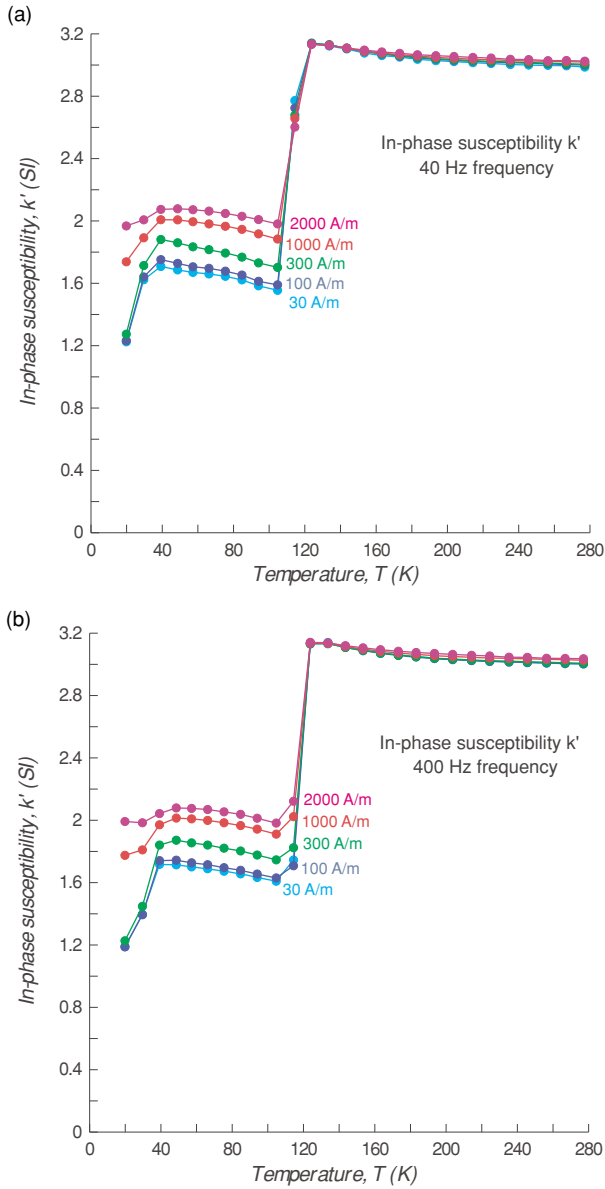 (a)
3.2
2.8
2.4
2
1.6
1.2
0.8
0.4
0
In-phase susceptibility, k' (SI)
In-phase susceptibility k'
40 Hz frequency
2000 A/m
1000 A/m
300 A/m
100 A/m
30 A/m
0 40 80 120 160 200 240 280
Temperature, T (K)
(b)
3.2
2.8
2.4
2
1.6
1.2
0.8
0.4
0
In-phase susceptibility, k' (SI)
In-phase susceptibility k'
400 Hz frequency
2000 A/m
1000 A/m
300 A/m
100 A/m
30 A/m
0 40 80 120 160 200 240 280
Temperature, T (K)